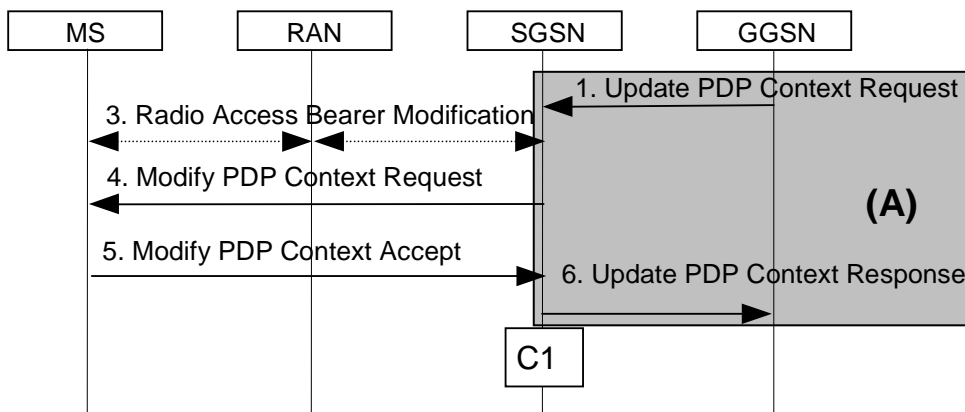 MS
RAN
SGSN
GGSN
1. Update PDP Context Request
3. Radio Access Bearer Modification
4. Modify PDP Context Request
(A)
5. Modify PDP Context Accept
6. Update PDP Context Response
C1